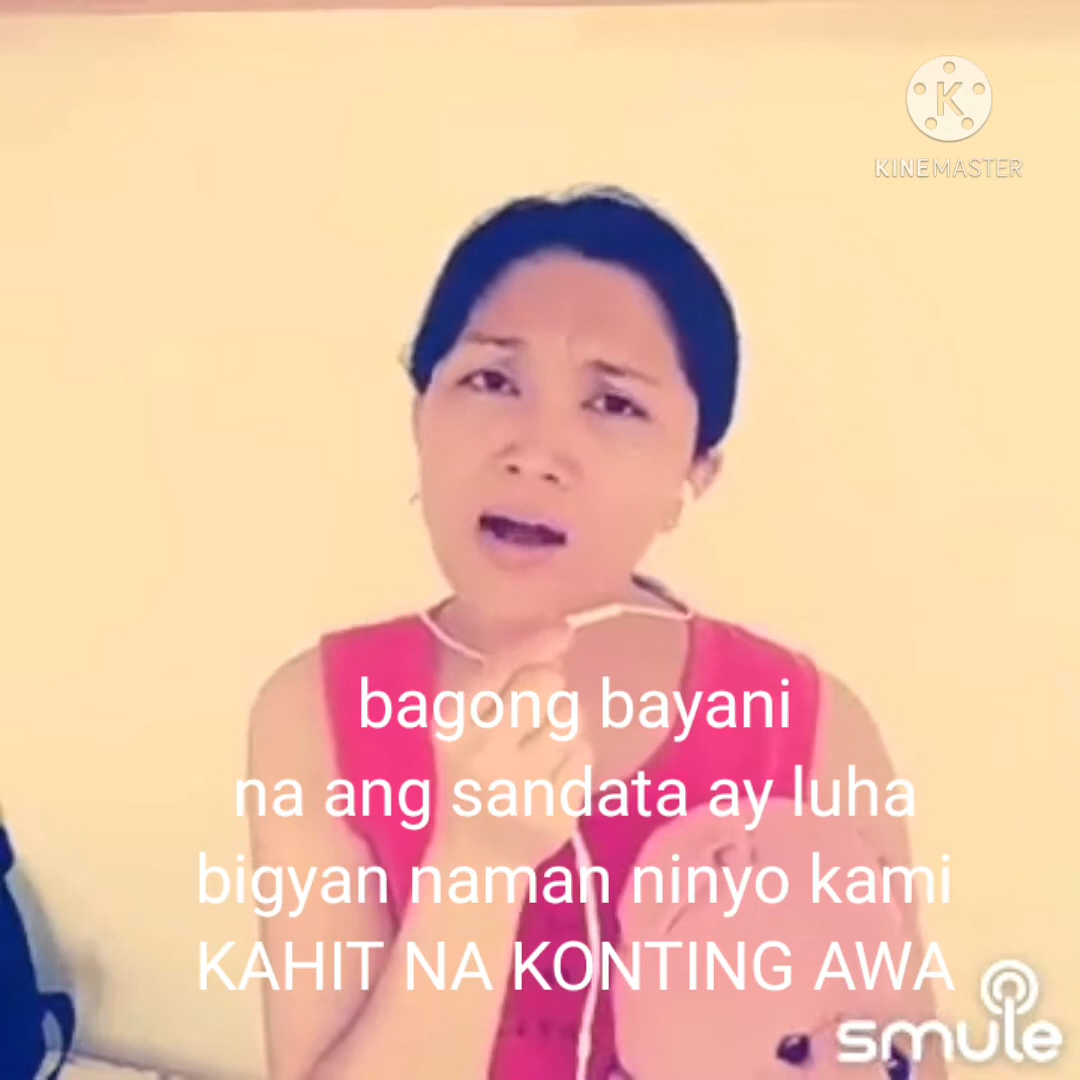 K
KINEMASTER
bagong bayani
na ang sandata ay luha
bigyan naman ninyo kami
KAHIT NA KONTING AWA
smule